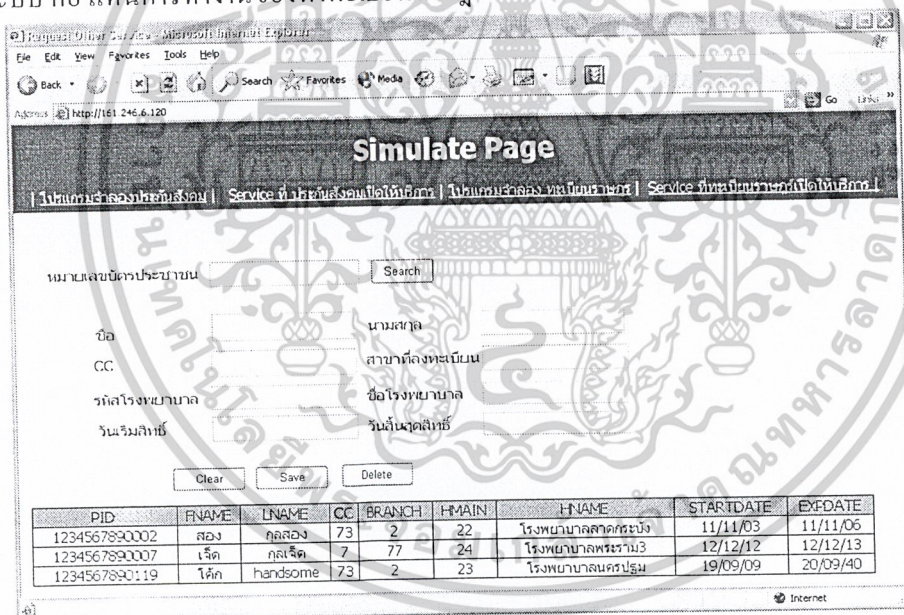 Request Other Service - Microsoft Internet Explorer
File Edit View Favorites Tools Help
Back Search Favorites Media
Address http://161.246.6.120 Go Links »
Simulate Page
| โปรแกรมจำลองประกันสังคม | Service ที่ ประกันสังคมเปิดให้บริการ | โปรแกรมจำลอง ทะเบียนราษฎร | Service ที่ทะเบียนราษฎร์เปิดให้บริการ |
หมายเลขบัตรประชาชน Search
ชื่อ นามสกุล
CC สาขาที่ลงทะเบียน
รหัสโรงพยาบาล ชื่อโรงพยาบาล
วันเริ่มสิทธิ์ วันสิ้นสุดสิทธิ์
Clear Save Delete
PID FNAME LNAME CC BRANCH HMAIN HNAME STARTDATE EXPDATE
1234567890002 สอง กุลสอง 73 2 22 โรงพยาบาลลาดกระบัง 11/11/03 11/11/06
1234567890007 เจ็ด กุลเจ็ด 7 77 24 โรงพยาบาลพระราม3 12/12/12 12/12/13
1234567890119 โค้ก handsome 73 2 23 โรงพยาบาลนครปฐม 19/09/09 20/09/40
Internet